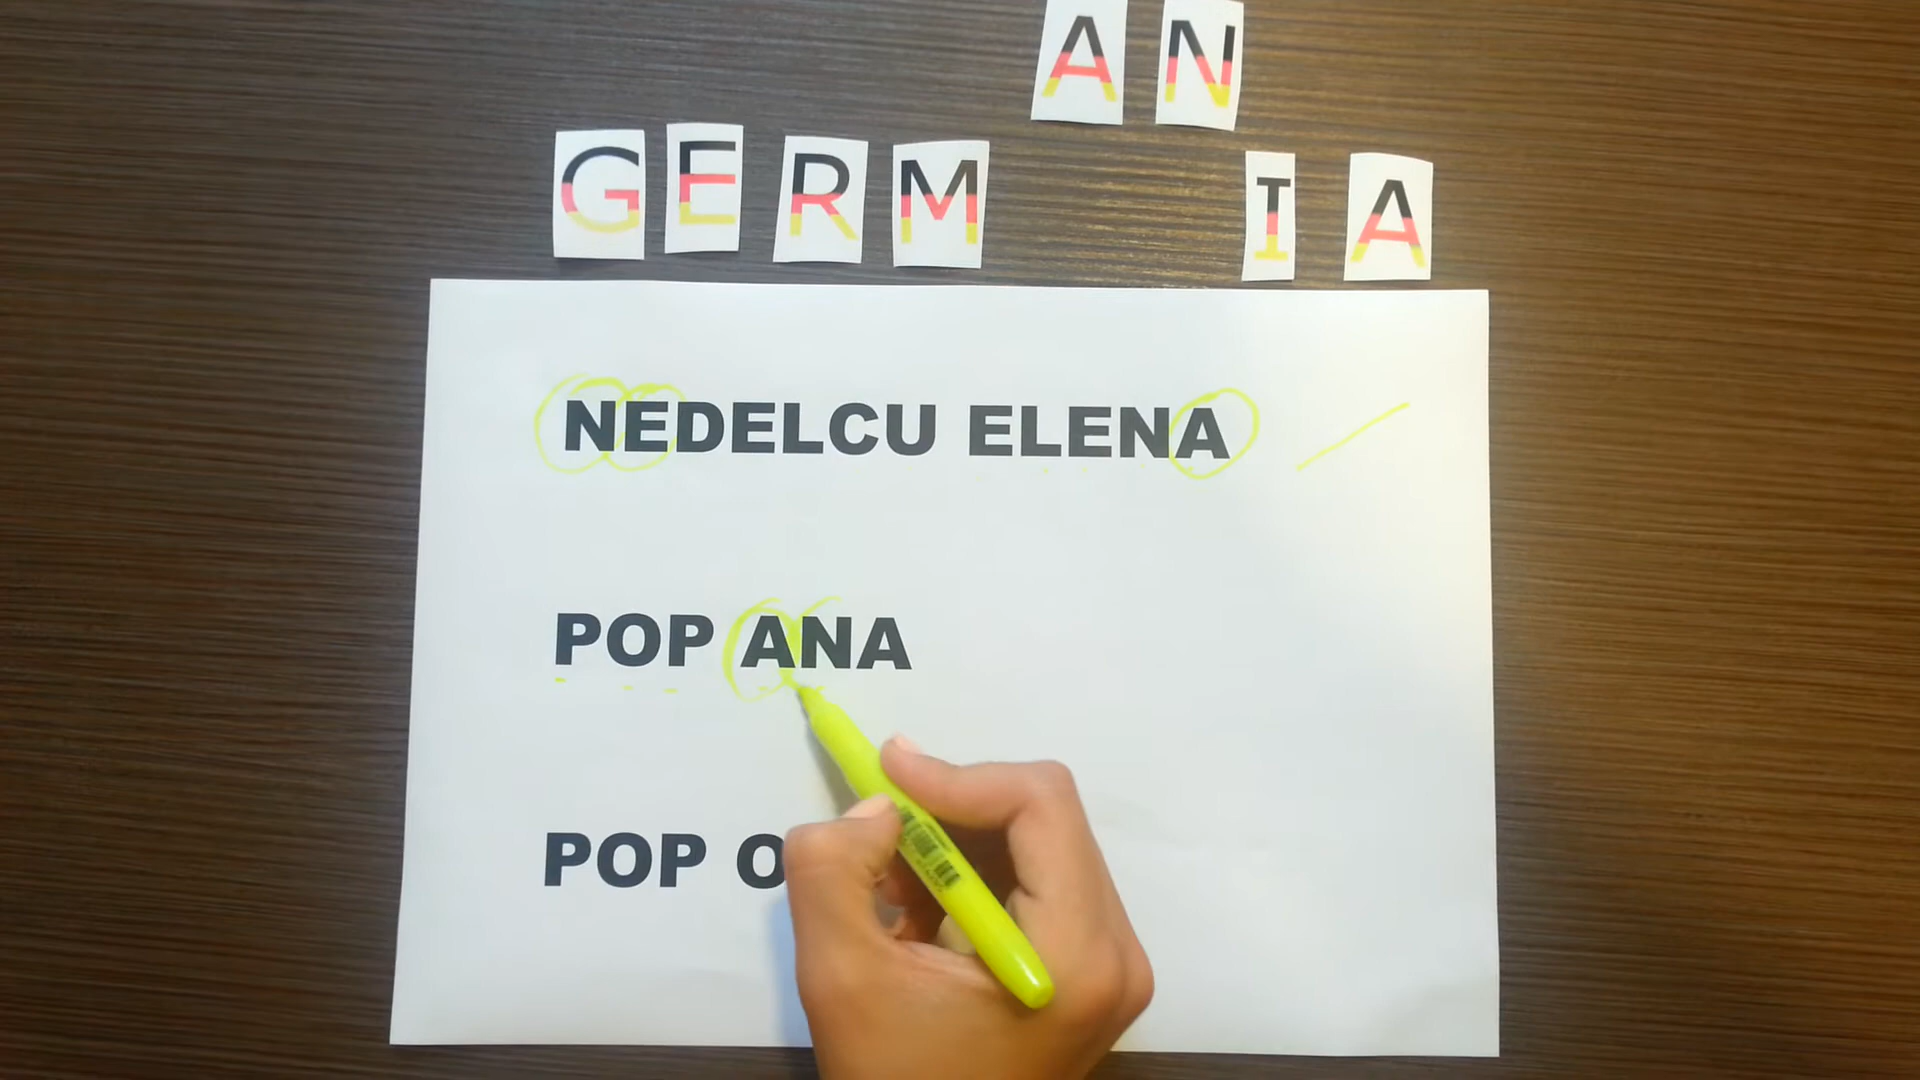 AN
GERM IA
NEDELCU ELENA
POP ANA
POP